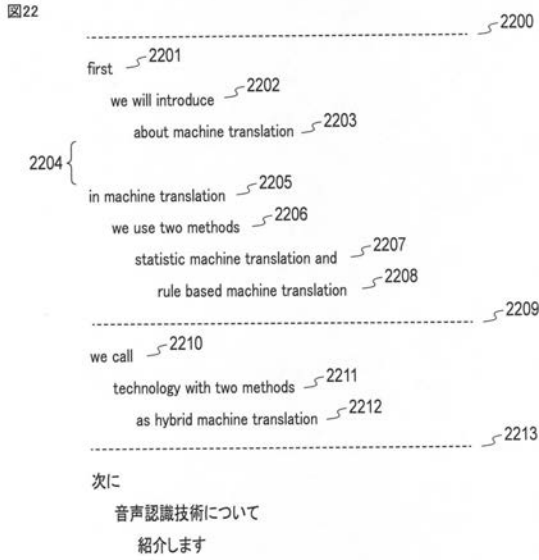 図22
2200
first 2201
we will introduce 2202
about machine translation 2203
2204
in machine translation 2205
we use two methods 2206
statistic machine translation and 2207
rule based machine translation 2208
2209
we call 2210
technology with two methods 2211
as hybrid machine translation 2212
2213
次に
音声認識技術について
紹介します